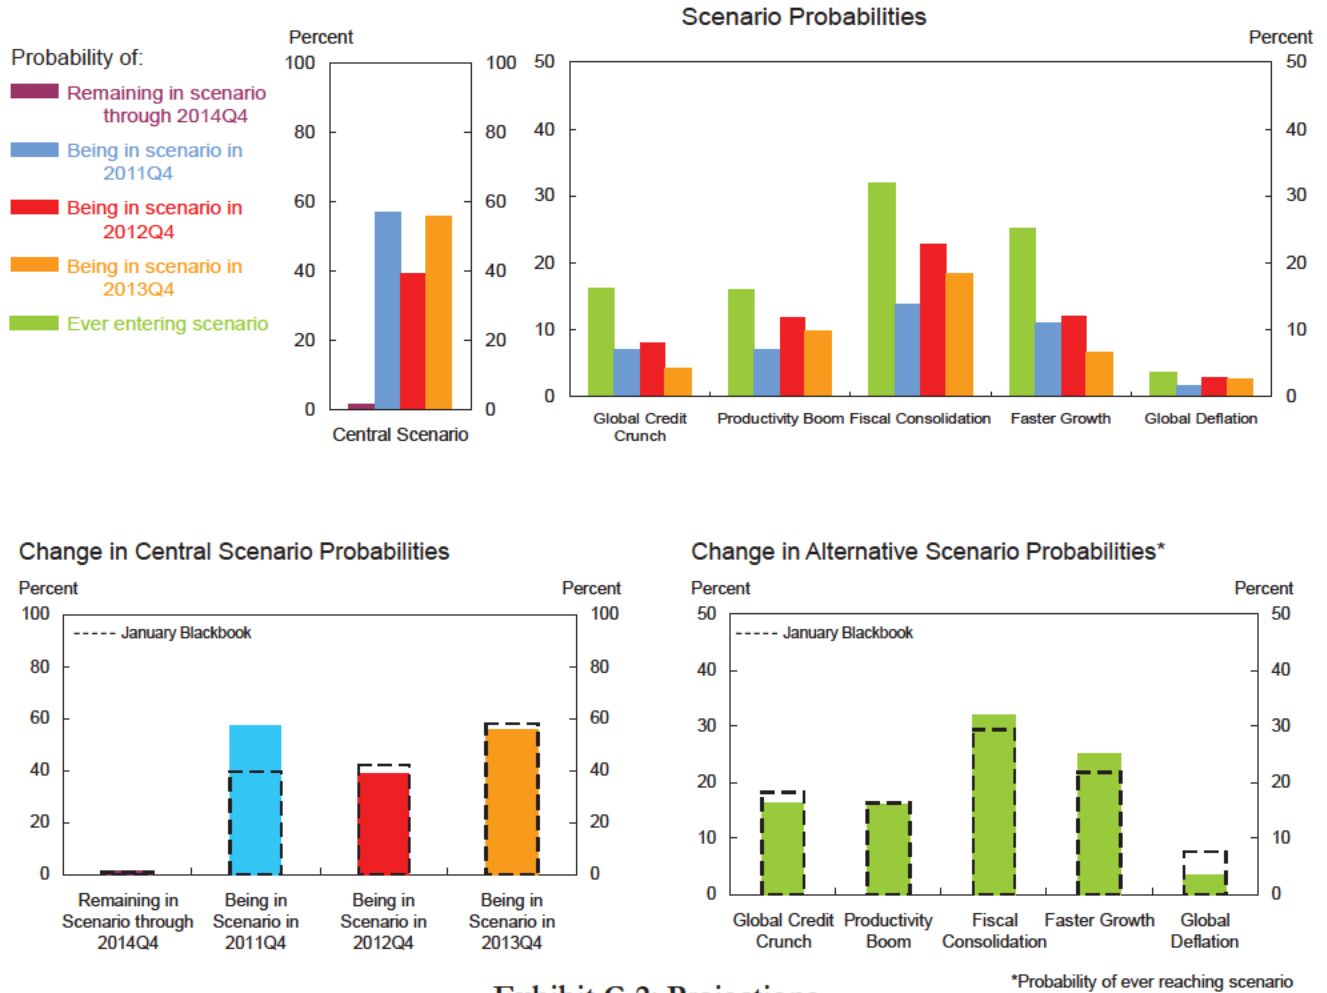 Scenario Probabilities
Probability of:
Remaining in scenario
through 2014Q4
Being in scenario in
2011Q4
Being in scenario in
2012Q4
Being in scenario in
2013Q4
Ever entering scenario
Percent
100
80
60
40
20
0
100
80
60
40
20
0
Central Scenario
Percent
50
40
30
20
10
0
50
40
30
20
10
0
Global Credit
Crunch
Productivity Boom
Fiscal Consolidation
Faster Growth
Global Deflation
Change in Central Scenario Probabilities
Percent
Percent
100
80
60
40
20
0
100
80
60
40
20
0
January Blackbook
Remaining in
Scenario through
2014Q4
Being in
Scenario in
2011Q4
Being in
Scenario in
2012Q4
Being in
Scenario in
2013Q4
Change in Alternative Scenario Probabilities*
Percent
Percent
50
40
30
20
10
0
50
40
30
20
10
0
January Blackbook
Global Credit
Crunch
Productivity
Boom
Fiscal
Consolidation
Faster Growth
Global
Deflation
*Probability of ever reaching scenario
Exhibit C-2: Projections